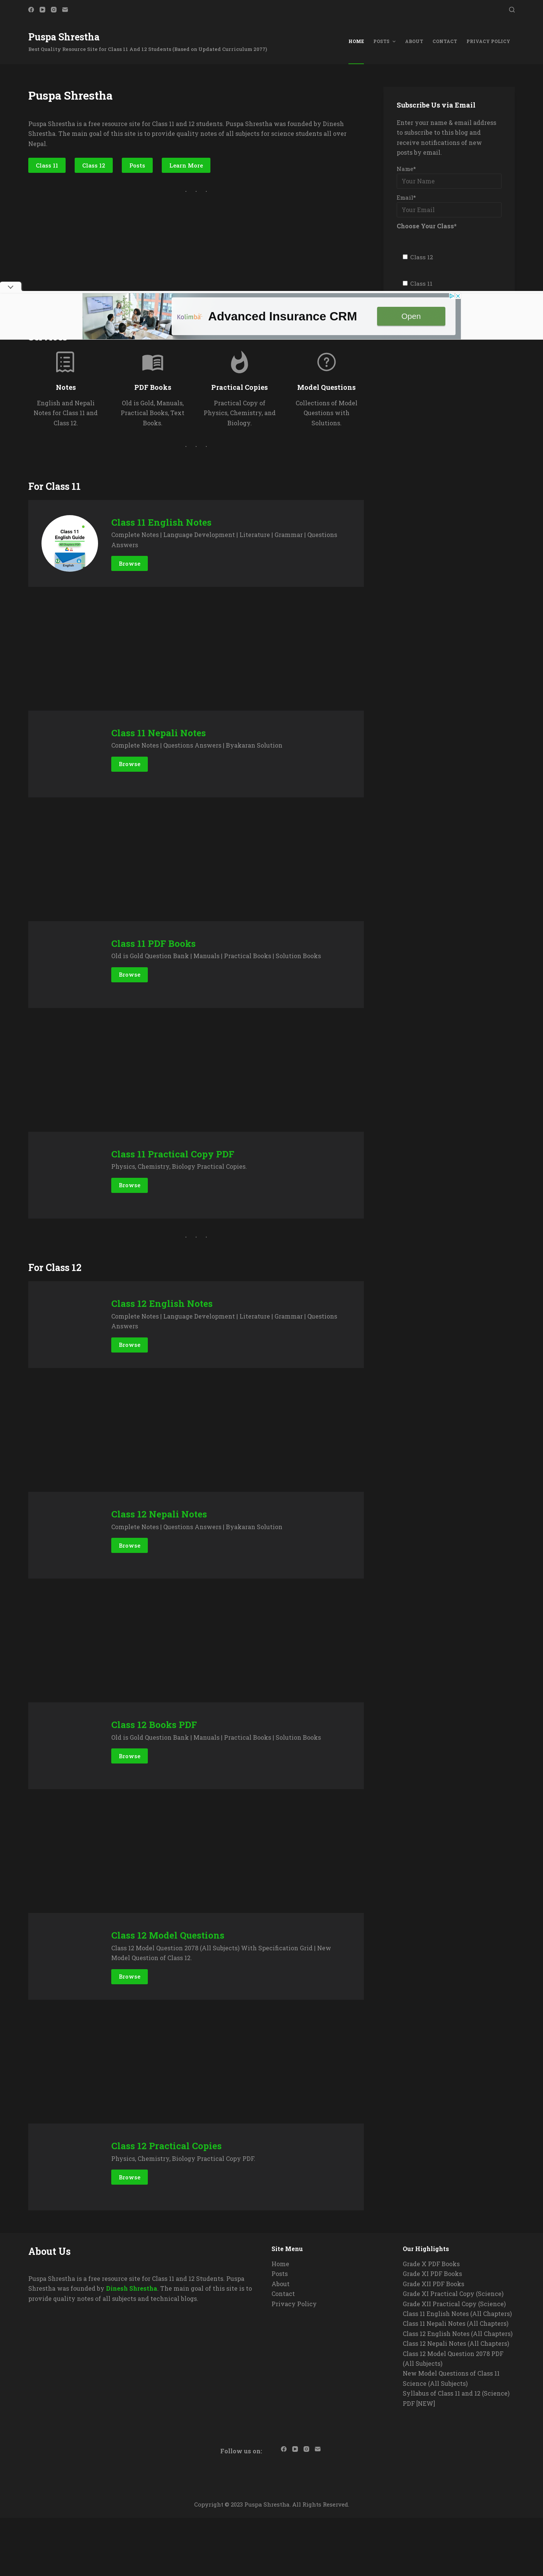 Puspa Shrestha
Best Quality Resource Site for Class 11 And 12 Students (Based on Updated Curriculum 2077)
HOME
POSTS
ABOUT
CONTACT
PRIVACY POLICY
Puspa Shrestha
Puspa Shrestha is a free resource site for Class 11 and 12 students. Puspa Shrestha was founded by Dinesh
Shrestha. The main goal of this site is to provide quality notes of all subjects for science students all over
Nepal.
Class 11
Class 12
Posts
Learn More
Subscribe Us via Email
Enter your name & email address
to subscribe to this blog and
receive notifications of new
posts by email.
Name*
Your Name
Email*
Your Email
Choose Your Class*
Class 12
Class 11
Kalimbu
Advanced Insurance CRM
Open
Notes
English and Nepali
Notes for Class 11 and
Class 12.
PDF Books
Old is Gold, Manuals,
Practical Books, Text
Books.
Practical Copies
Practical Copy of
Physics, Chemistry, and
Biology.
Model Questions
Collections of Model
Questions with
Solutions.
For Class 11
Class 11
English Guide
English
Class 11 English Notes
Complete Notes | Language Development | Literature | Grammar | Questions
Answers
Browse
Class 11 Nepali Notes
Complete Notes | Questions Answers | Byakaran Solution
Browse
Class 11 PDF Books
Old is Gold Question Bank | Manuals | Practical Books | Solution Books
Browse
Class 11 Practical Copy PDF
Physics, Chemistry, Biology Practical Copies.
Browse
For Class 12
Class 12 English Notes
Complete Notes | Language Development | Literature | Grammar | Questions
Answers
Browse
Class 12 Nepali Notes
Complete Notes | Questions Answers | Byakaran Solution
Browse
Class 12 Books PDF
Old is Gold Question Bank | Manuals | Practical Books | Solution Books
Browse
Class 12 Model Questions
Class 12 Model Question 2078 (All Subjects) With Specification Grid | New
Model Question of Class 12.
Browse
Class 12 Practical Copies
Physics, Chemistry, Biology Practical Copy PDF.
Browse
About Us
Puspa Shrestha is a free resource site for Class 11 and 12 Students. Puspa
Shrestha was founded by Dinesh Shrestha. The main goal of this site is to
provide quality notes of all subjects and technical blogs.
Site Menu
Home
Posts
About
Contact
Privacy Policy
Our Highlights
Grade X PDF Books
Grade XI PDF Books
Grade XII PDF Books
Grade XI Practical Copy (Science)
Grade XII Practical Copy (Science)
Class 11 English Notes (All Chapters)
Class 11 Nepali Notes (All Chapters)
Class 12 English Notes (All Chapters)
Class 12 Nepali Notes (All Chapters)
Class 12 Model Question 2078 PDF
(All Subjects)
New Model Questions of Class 11
Science (All Subjects)
Syllabus of Class 11 and 12 (Science)
PDF [NEW]
Follow us on:
Copyright © 2023 Puspa Shrestha. All Rights Reserved.